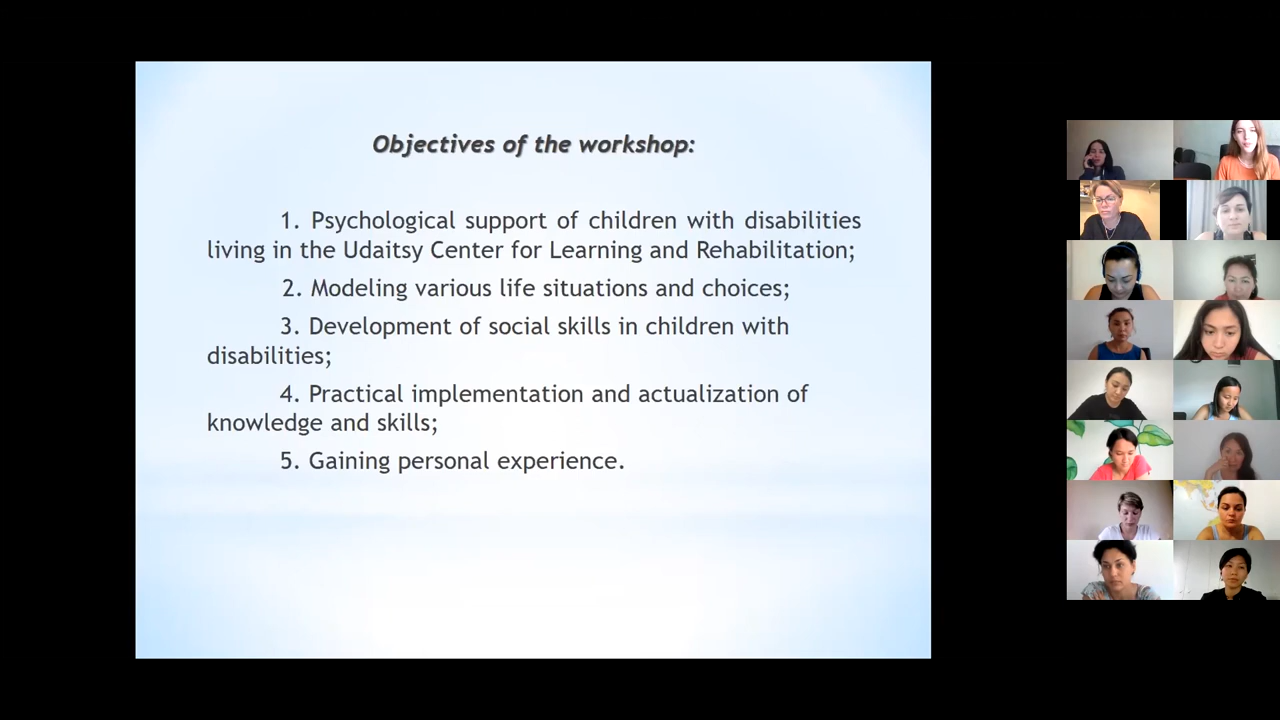 Objectives of the workshop:
1. Psychological support of children with disabilities
living in the Udaitsy Center for Learning and Rehabilitation;
2. Modeling various life situations and choices;
3. Development of social skills in children with
disabilities;
4. Practical implementation and actualization of
knowledge and skills;
5. Gaining personal experience.